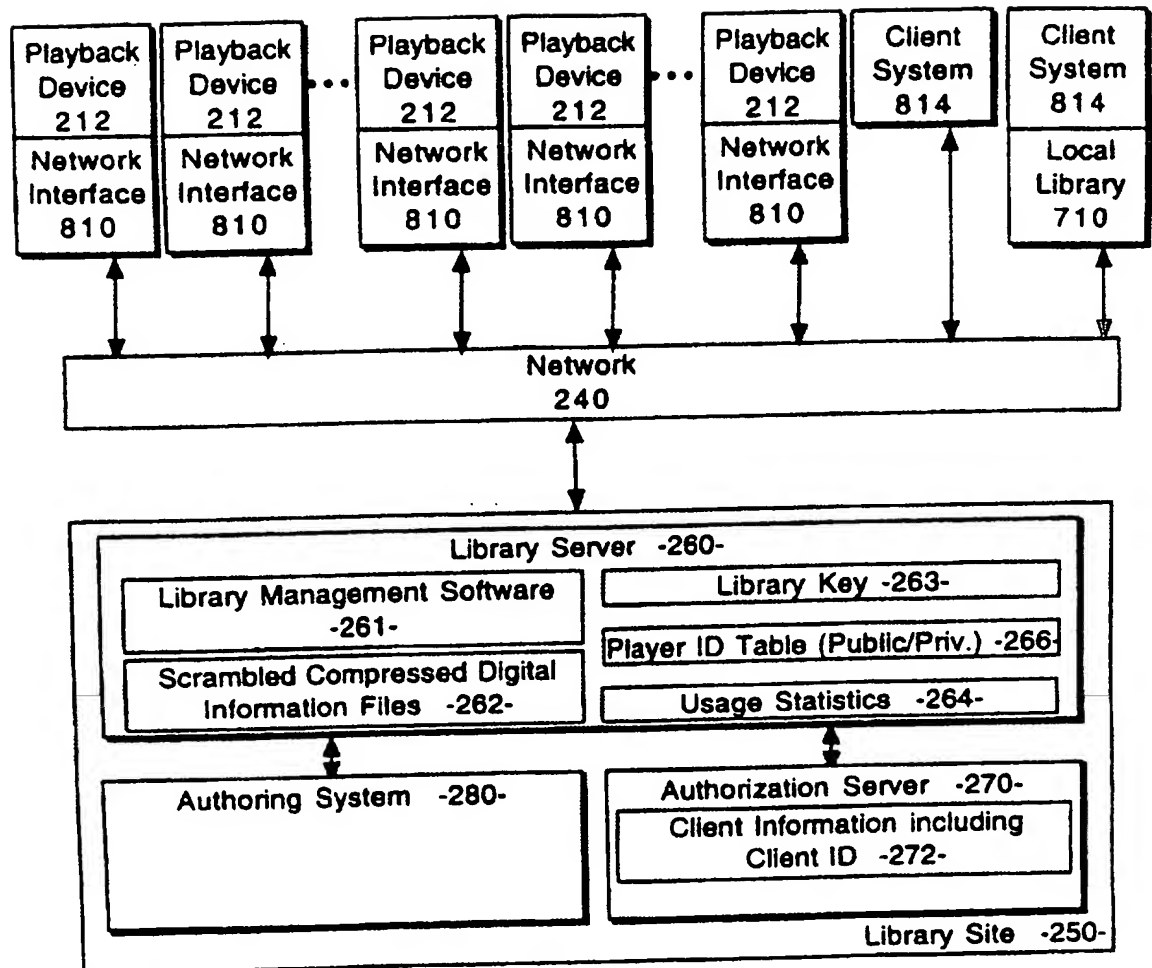 Playback
Device
212
Network
Interface
810
Playback
Device
212
Network
Interface
810
Playback
Device
212
Network
Interface
810
Playback
Device
212
Network
Interface
810
Playback
Device
212
Network
Interface
810
Client
System
814
Client
System
814
Local
Library
710
Network
240
Library Server -260-
Library Management Software
-261-
Scrambled Compressed Digital
Information Files -262-
Library Key -263-
Player ID Table (Public/Priv.) -266-
Usage Statistics -264-
Authoring System -280-
Authorization Server -270-
Client Information including
Client ID -272-
Library Site -250-